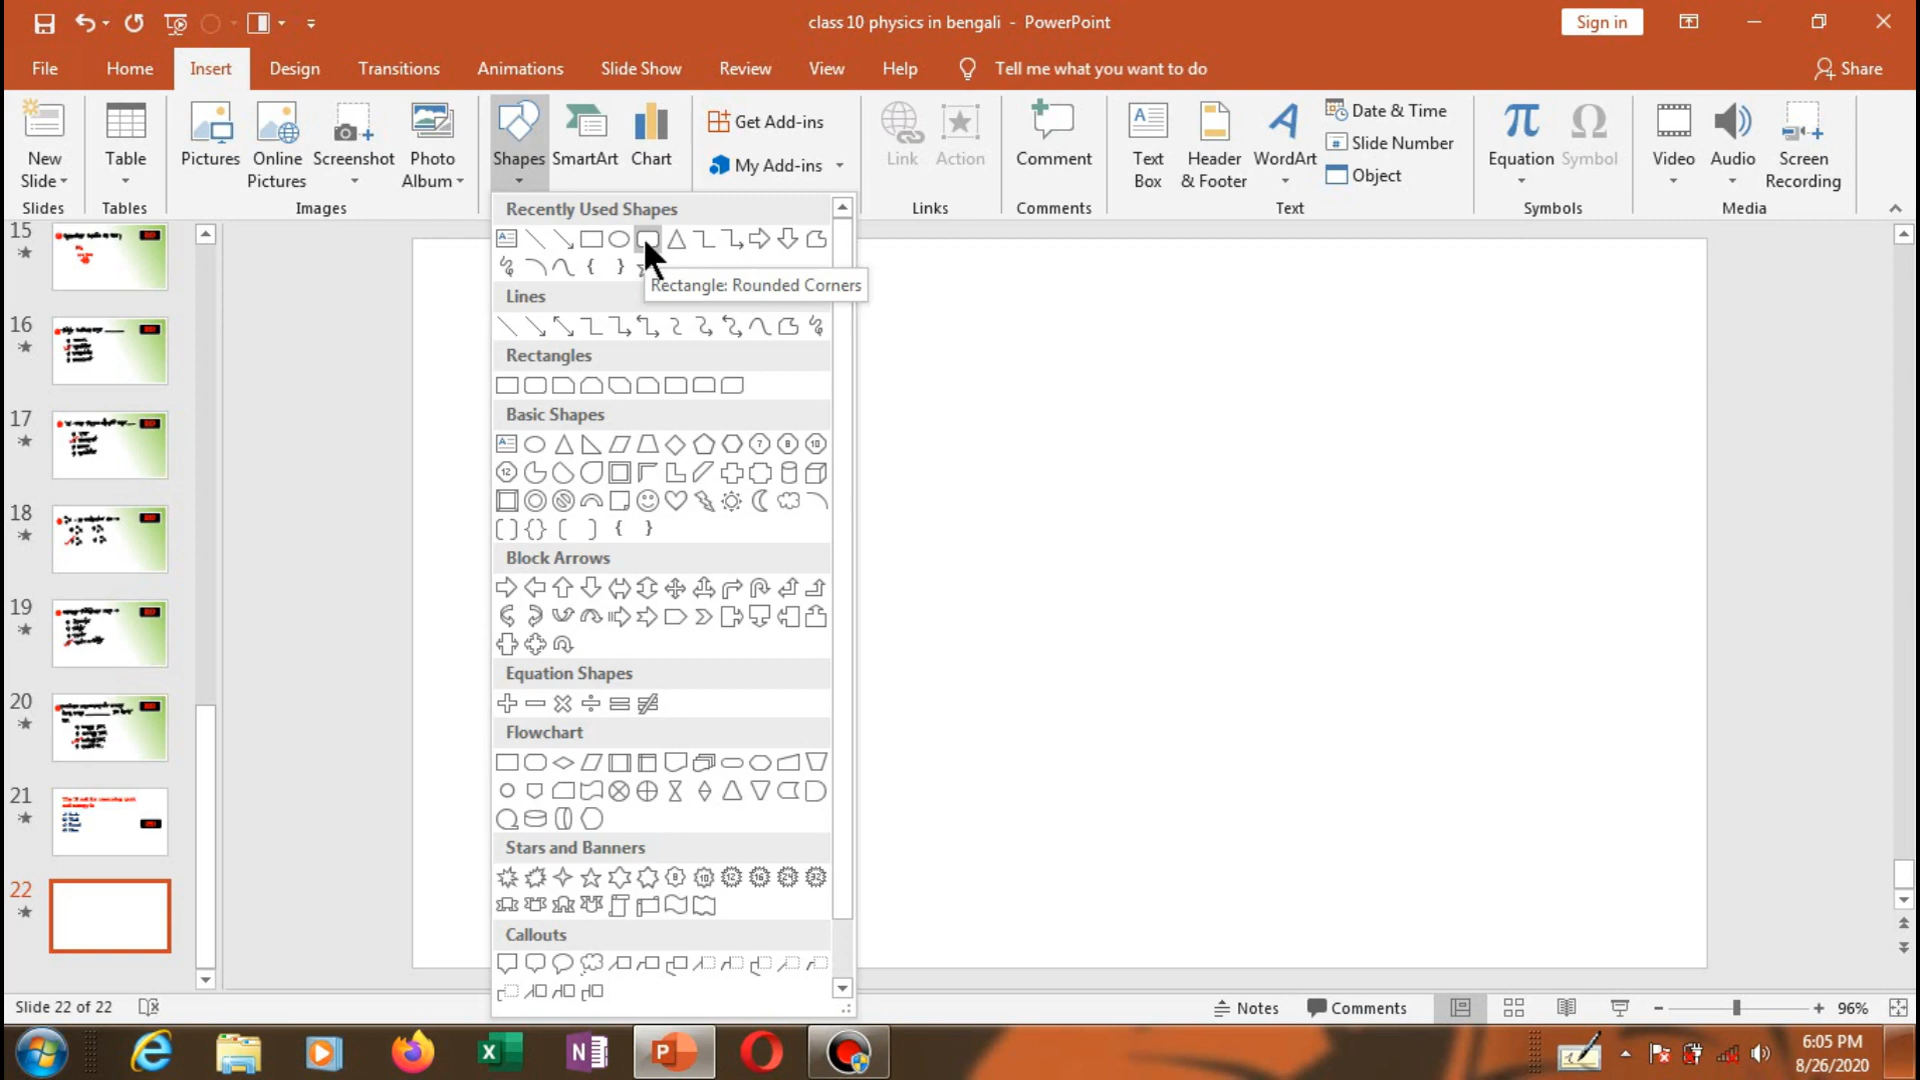 class 10 physics in bengali - PowerPoint
Sign in
File Home Insert Design Transitions Animations Slide Show Review View Help Tell me what you want to do Share
New Slide
Table
Pictures
Online Pictures
Screenshot
Photo Album
Shapes
SmartArt
Chart
Get Add-ins
My Add-ins
Link
Action
Comment
Text Box
Header & Footer
WordArt
Date & Time
Slide Number
Object
Equation
Symbol
Video
Audio
Screen Recording
Slides Tables Images Links Comments Text Symbols Media
Recently Used Shapes
Rectangle: Rounded Corners
Lines
Rectangles
Basic Shapes
Block Arrows
Equation Shapes
Flowchart
Stars and Banners
Callouts
15
16
17
18
19
20
21
22
Slide 22 of 22
Notes Comments 96%
6:05 PM
8/26/2020